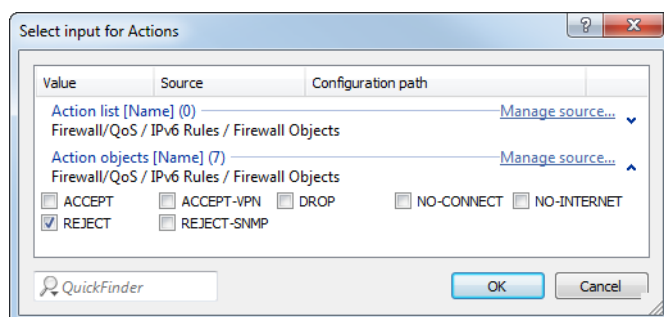 Select input for Actions
Value Source Configuration path
Action list [Name] (0) Manage source...
Firewall/QoS / IPv6 Rules / Firewall Objects
Action objects [Name] (7) Manage source...
Firewall/QoS / IPv6 Rules / Firewall Objects
ACCEPT ACCEPT-VPN DROP NO-CONNECT NO-INTERNET
REJECT REJECT-SNMP
QuickFinder OK Cancel